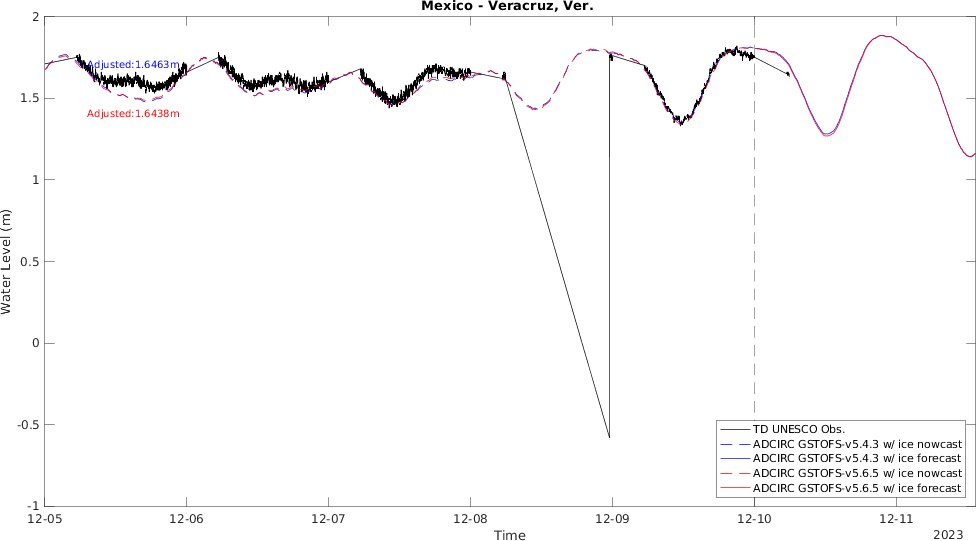 Mexico - Veracruz, Ver.
2
1.5
1
0.5
0
-0.5
-1
Water Level (m)
Adjusted:1.6463m
Adjusted:1.6438m
TD UNESCO Obs.
ADCIRC GSTOFS-v5.4.3 w/ ice nowcast
ADCIRC GSTOFS-v5.4.3 w/ ice forecast
ADCIRC GSTOFS-v5.6.5 w/ ice nowcast
ADCIRC GSTOFS-v5.6.5 w/ ice forecast
12-05 12-06 12-07 12-08 12-09 12-10 12-11
Time
2023